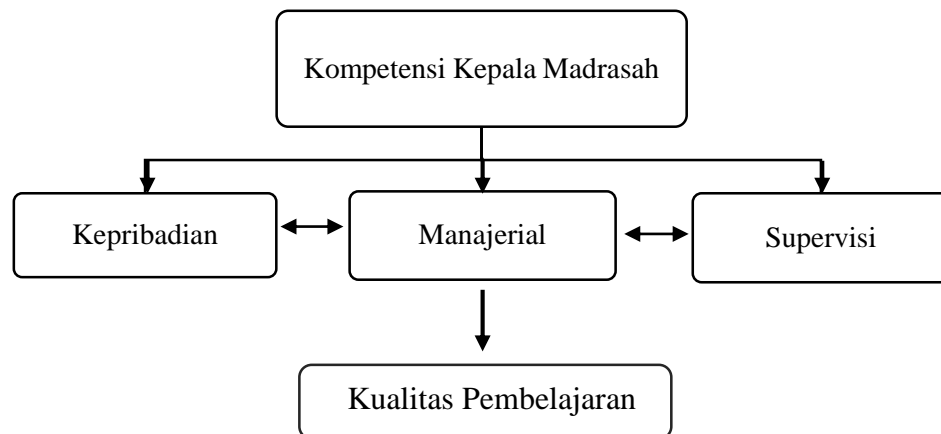 Kompetensi Kepala Madrasah
Kepribadian
Manajerial
Supervisi
Kualitas Pembelajaran